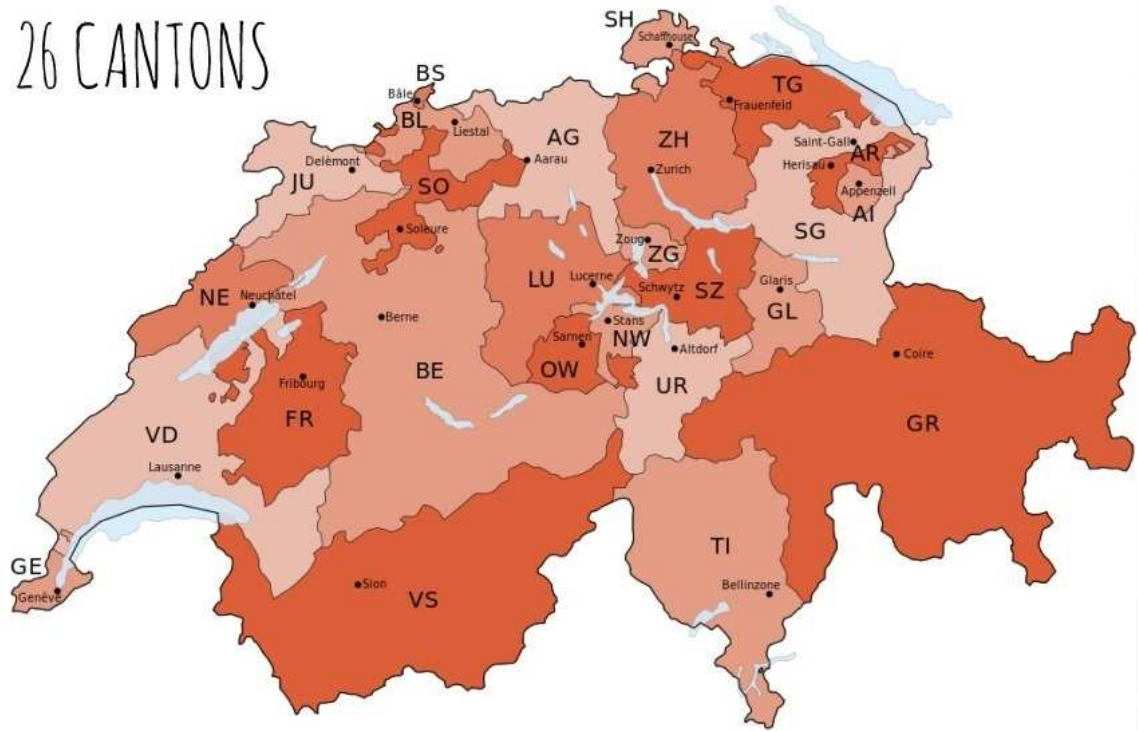 26 CANTONS
SH
Schaffhouse
BS
Bâle
BL
Liestal
TG
Frauenfeld
AG
ZH
Saint-Gall
AR
Herisau
Delémont
Aarau
Zurich
JU
SO
Appenzell
AI
Soleure
SG
Zoug
ZG
NE
Neuchâtel
LU
Lucerne
Schwytz
SZ
Glaris
GL
Berne
Stans
Sarnen
NW
Altdorf
Coire
BE
OW
UR
Fribourg
FR
GR
VD
Lausanne
TI
GE
Genève
Sion
VS
Bellinzone